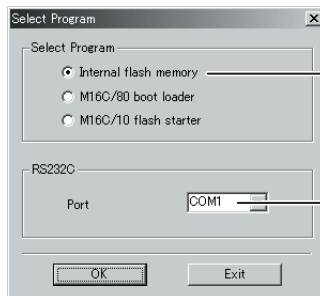 Select Program
Select Program
Internal flash memory
M16C/80 boot loader
M16C/10 flash starter
RS232C
Port COM1
OK Exit